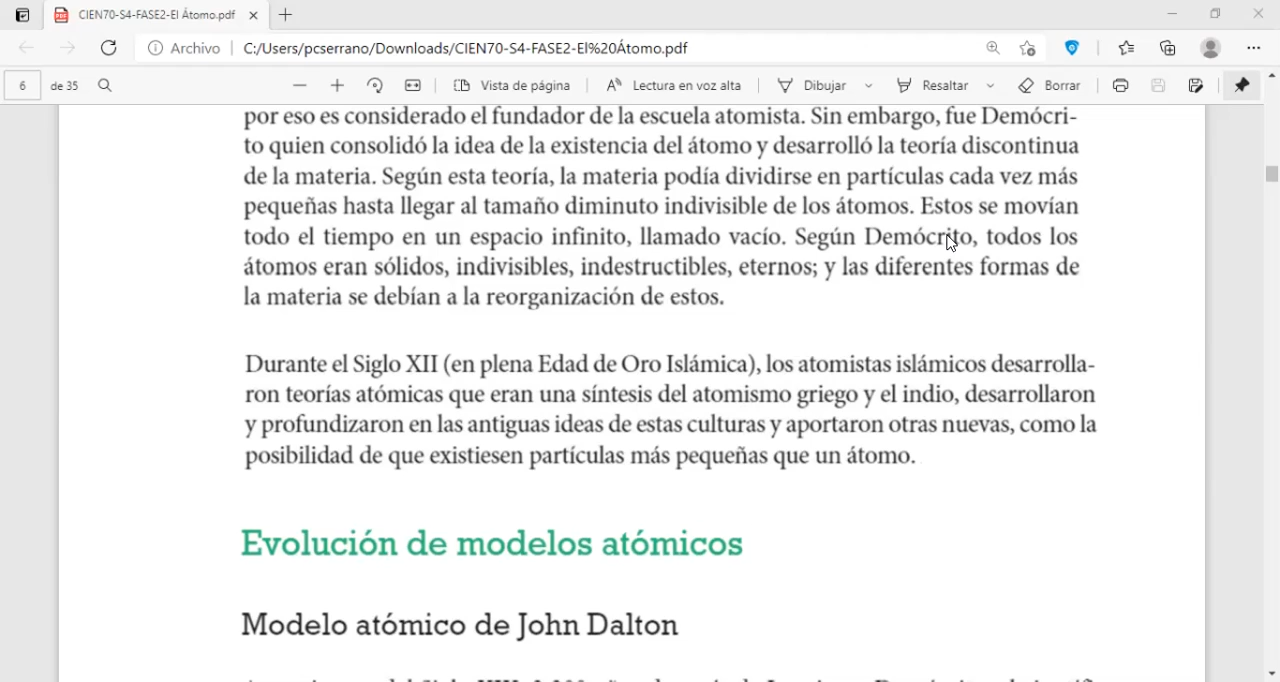 CIEN70-S4-FASE2-El Átomo.pdf
Archivo C:/Users/pcserrano/Downloads/CIEN70-S4-FASE2-El%20Átomo.pdf
6 de 35 Vista de página Lectura en voz alta Dibujar Resaltar Borrar
por eso es considerado el fundador de la escuela atomista. Sin embargo, fue Demócri-
to quien consolidó la idea de la existencia del átomo y desarrolló la teoría discontinua
de la materia. Según esta teoría, la materia podía dividirse en partículas cada vez más
pequeñas hasta llegar al tamaño diminuto indivisible de los átomos. Estos se movían
todo el tiempo en un espacio infinito, llamado vacío. Según Demócrito, todos los
átomos eran sólidos, indivisibles, indestructibles, eternos; y las diferentes formas de
la materia se debían a la reorganización de estos.
Durante el Siglo XII (en plena Edad de Oro Islámica), los atomistas islámicos desarrolla-
ron teorías atómicas que eran una síntesis del atomismo griego y el indio, desarrollaron
y profundizaron en las antiguas ideas de estas culturas y aportaron otras nuevas, como la
posibilidad de que existiesen partículas más pequeñas que un átomo.
Evolución de modelos atómicos
Modelo atómico de John Dalton